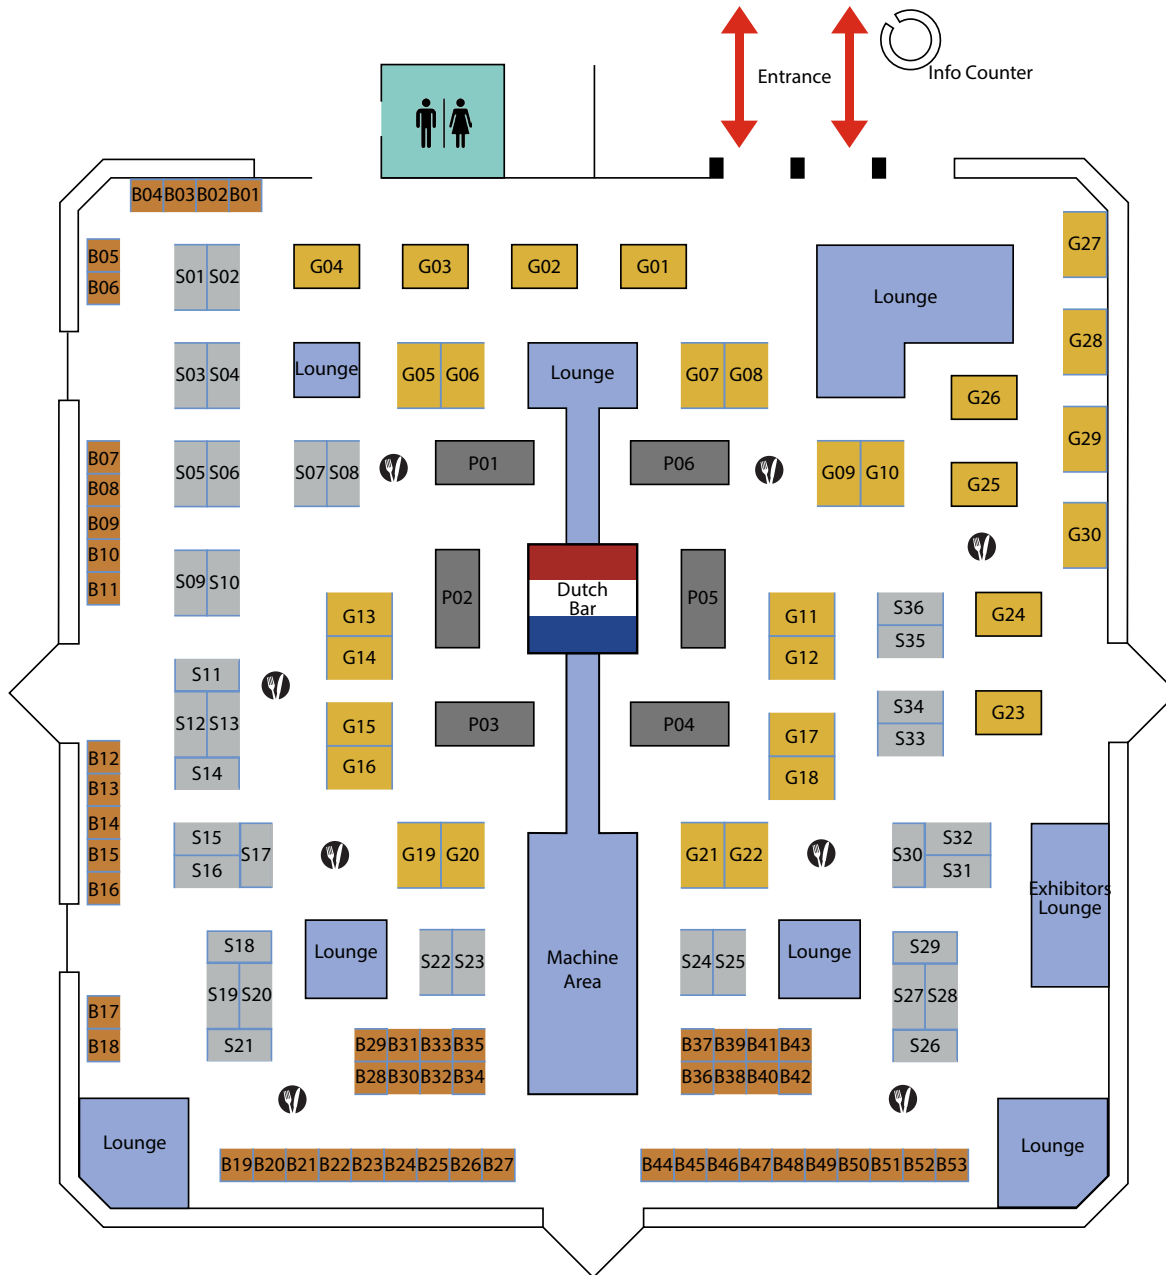 Entrance
Info Counter
B04 B03 B02 B01
B05
B06
S01 S02
G04
G03
G02
G01
Lounge
G27
S03 S04
Lounge
G05 G06
Lounge
G07 G08
G28
G26
B07
B08
B09
B10
B11
S05 S06
S07 S08
P01
P06
G09 G10
G25
G29
G30
S09 S10
P02
Dutch
Bar
P05
G13
G14
G11
G12
S36
S35
G24
S11
S12 S13
S14
G15
G16
P03
P04
G17
G18
S34
S33
G23
B12
B13
B14
B15
B16
S15
S16
S17
G19 G20
G21 G22
S30
S32
S31
Exhibitors
Lounge
S18
S19 S20
S21
Lounge
S22 S23
Machine
Area
S24 S25
Lounge
S29
S27 S28
S26
B17
B18
B29 B31 B33 B35
B28 B30 B32 B34
B37 B39 B41 B43
B36 B38 B40 B42
Lounge
Lounge
B19 B20 B21 B22 B23 B24 B25 B26 B27
B44 B45 B46 B47 B48 B49 B50 B51 B52 B53